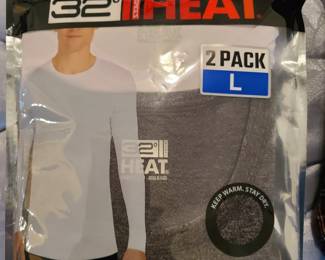 32° HEAT
2 PACK
L
32°
HEAT
KEEP WARM. STAY DRY.